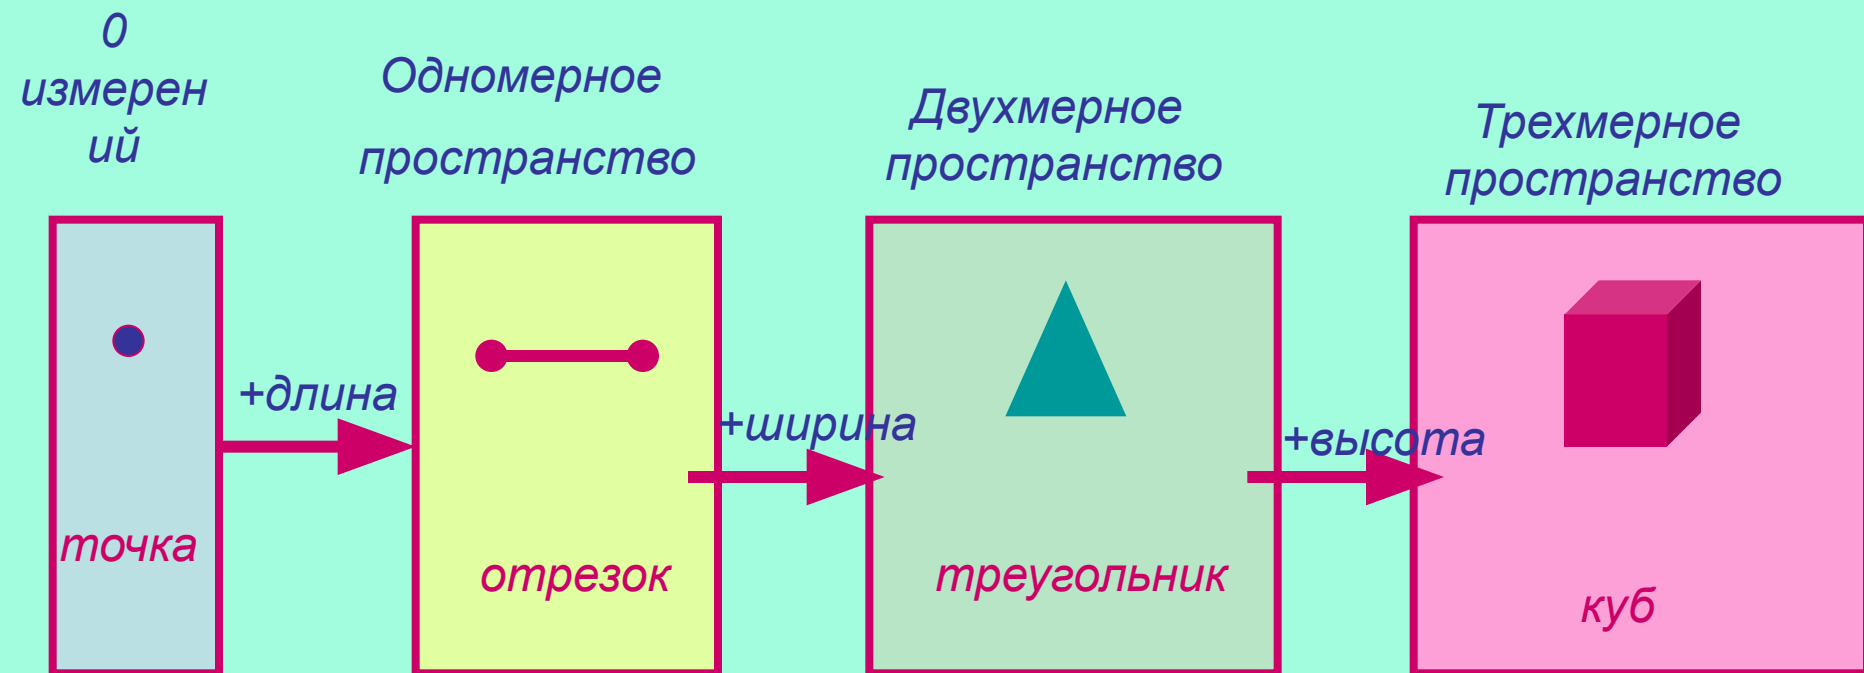 0
измерен
ий
Одномерное
пространство
Двухмерное
пространство
Трехмерное
пространство
+длина
+ширина
+высота
точка
отрезок
треугольник
куб